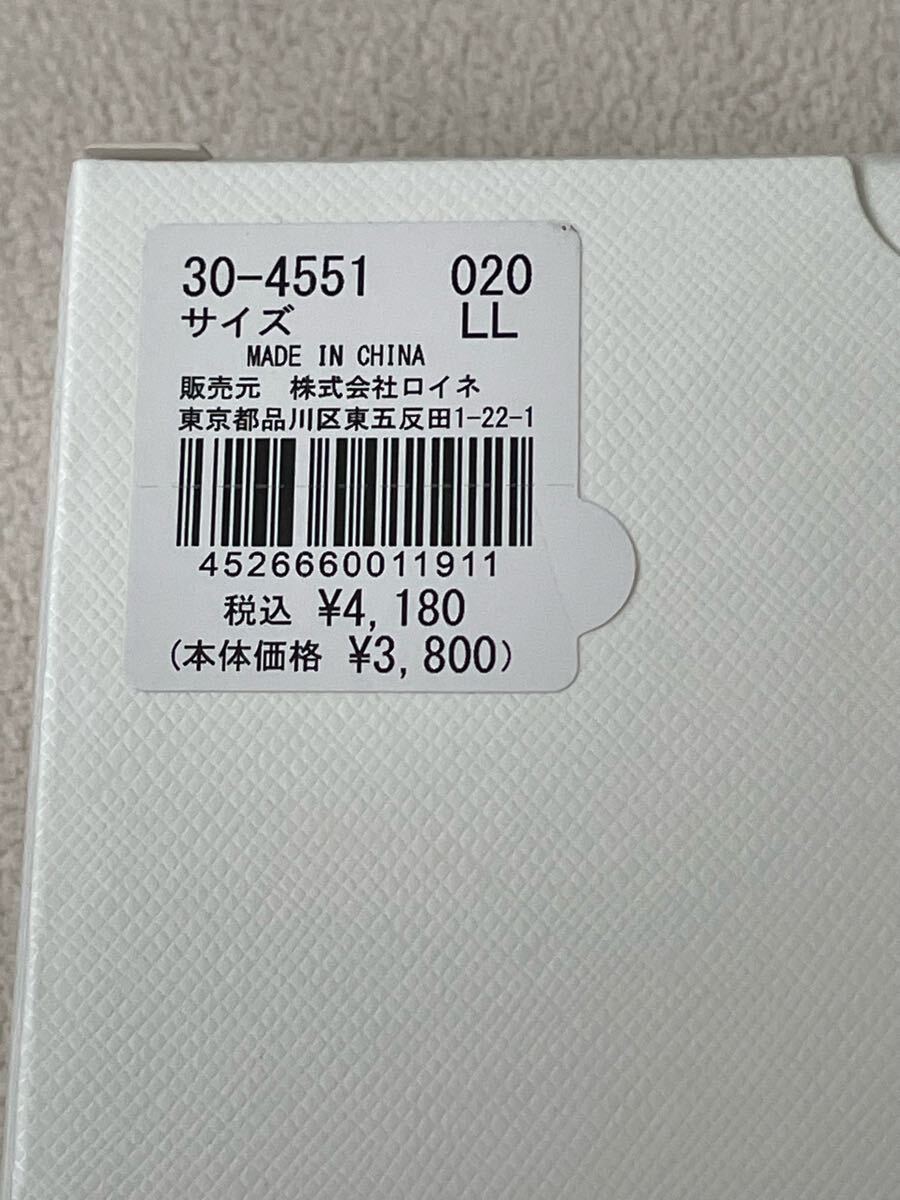 30-4551 020
サイズ LL
MADE IN CHINA
販売元 株式会社ロイネ
東京都品川区東五反田1-22-1
4526660011911
税込 ¥4,180
(本体価格 ¥3,800)